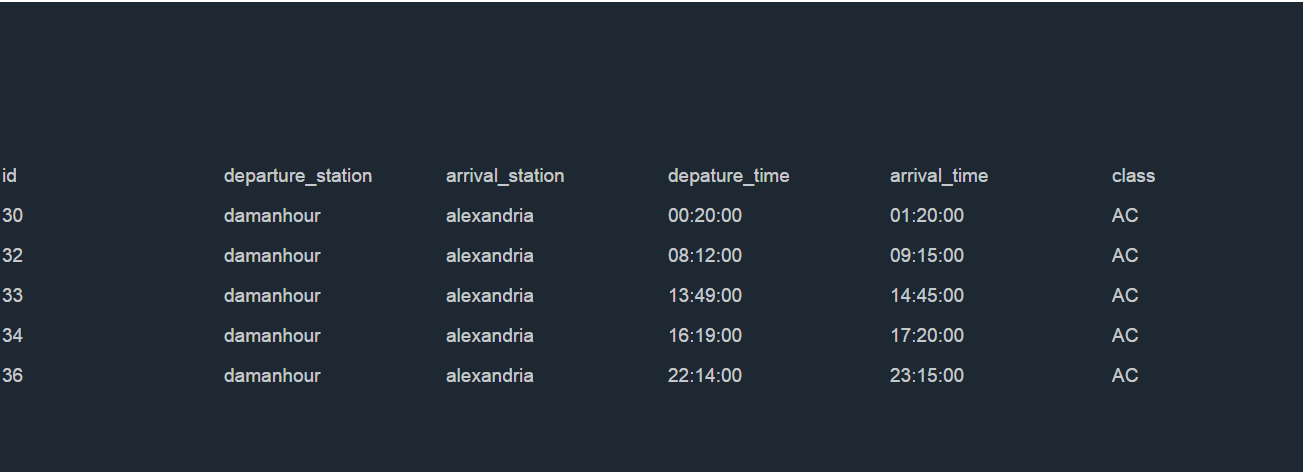 id departure_station arrival_station depature_time arrival_time class
30 damanhour alexandria 00:20:00 01:20:00 AC
32 damanhour alexandria 08:12:00 09:15:00 AC
33 damanhour alexandria 13:49:00 14:45:00 AC
34 damanhour alexandria 16:19:00 17:20:00 AC
36 damanhour alexandria 22:14:00 23:15:00 AC